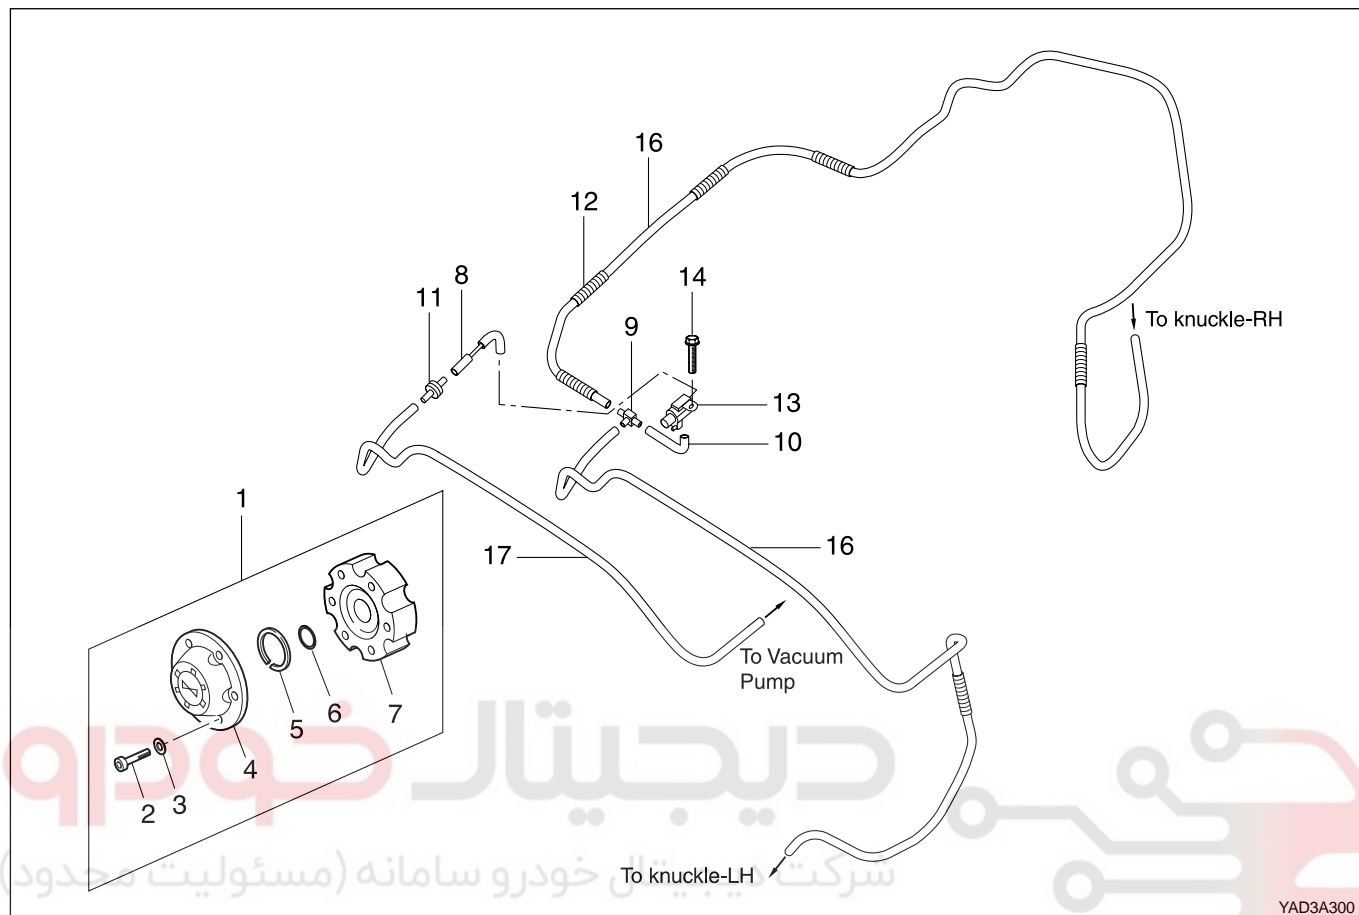 16
12
8
14
11
9
To knuckle-RH
13
10
1
17
16
To Vacuum
Pump
5
6
7
4
3
2
دیجیتال خودرو
شرکت دیجیتال خودرو سامانه (مسئولیت محدود)
To knuckle-LH
YAD3A300